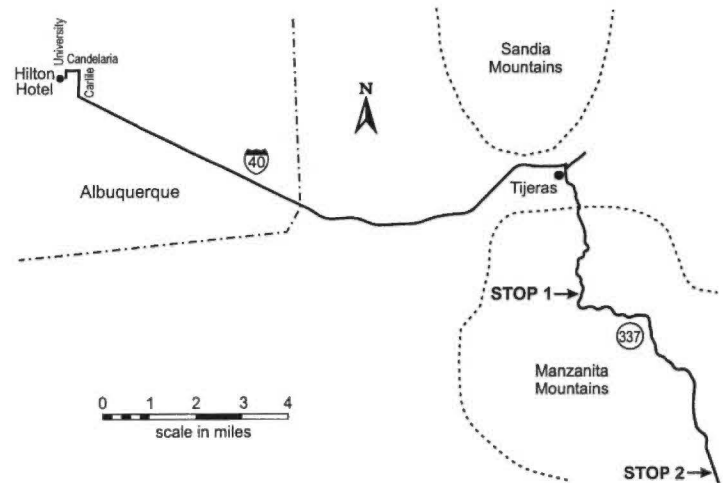 University
Candelaria
Carlile
Hilton
Hotel
N
Sandia
Mountains
40
Albuquerque
Tijeras
STOP 1
337
Manzanita
Mountains
0 1 2 3 4
scale in miles
STOP 2